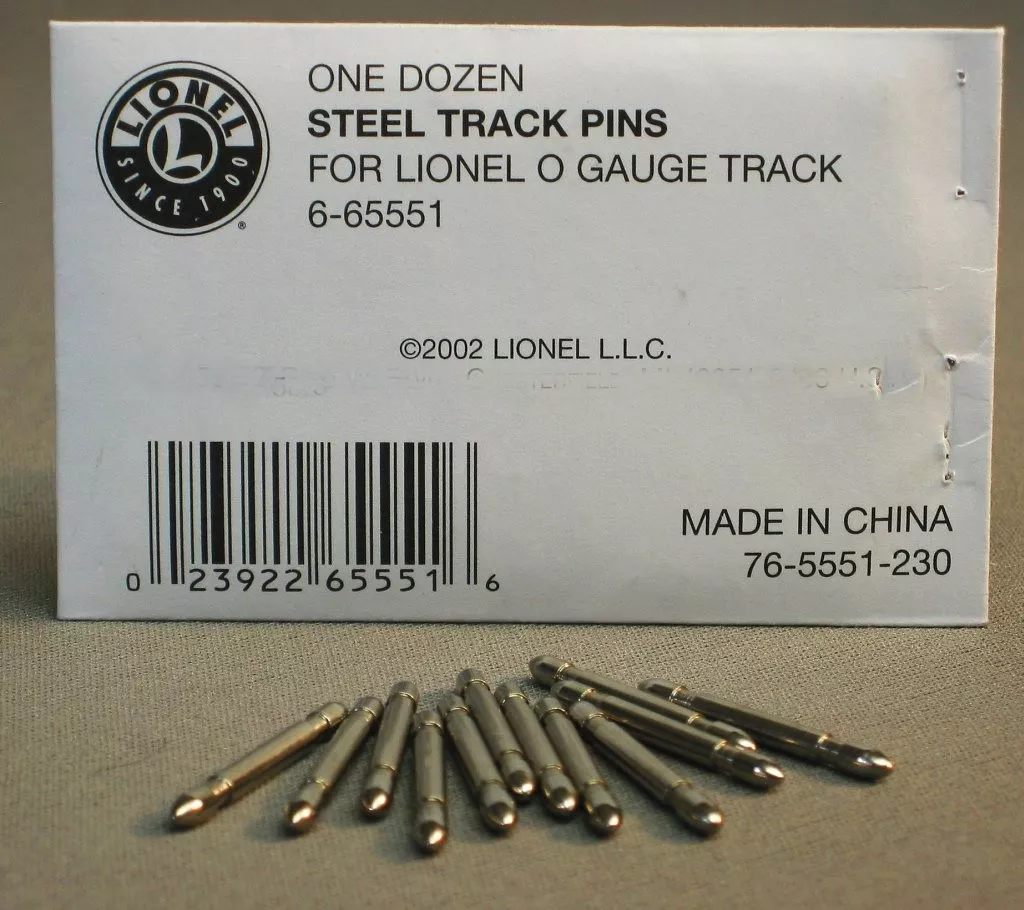 LIONEL
L
SINCE 1900
®
ONE DOZEN
STEEL TRACK PINS
FOR LIONEL O GAUGE TRACK
6-65551
©2002 LIONEL L.L.C.
0 23922 65551 6
MADE IN CHINA
76-5551-230